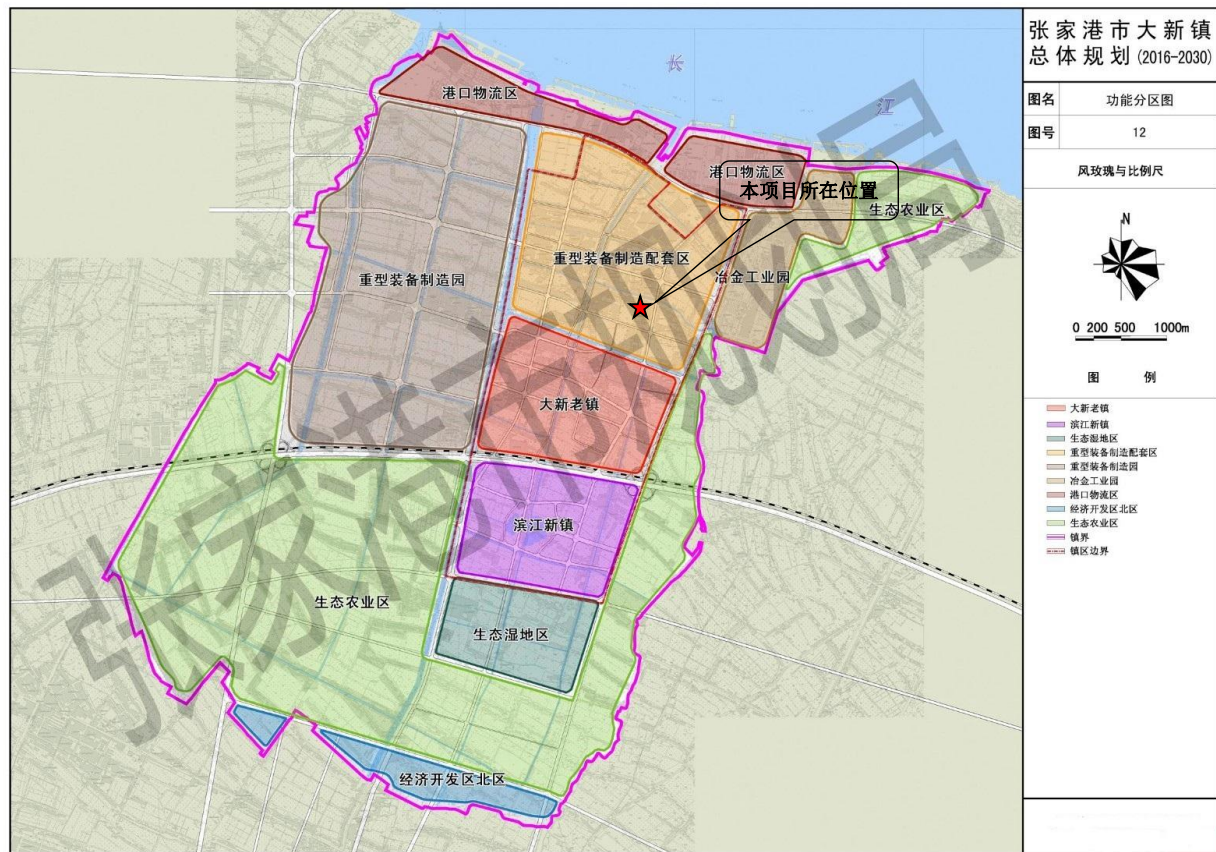 张家港市大新镇
总体规划 (2016-2030)
图名 功能分区图
图号 12
风玫瑰与比例尺
N
0 200 500 1000m
图 例
大新老镇
滨江新镇
生态湿地区
重型装备制造配套区
重型装备制造园
冶金工业园
港口物流区
经济开发区北区
生态农业区
镇界
镇区边界
长
江
港口物流区
港口物流区
本项目所在位置
生态农业区
重型装备制造配套区
冶金工业园
重型装备制造园
大新老镇
滨江新镇
生态农业区
生态湿地区
经济开发区北区
张家港市规划局